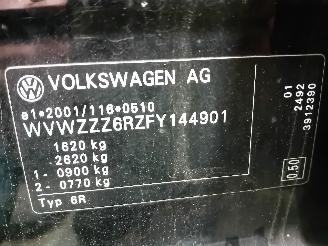 VOLKSWAGEN AG
e1*2001/116*0510
WVWZZZ6RZFY144901
1620 kg
2620 kg
1- 0900 kg
2- 0770 kg
Typ 6R
01
2492
3912390
0.50